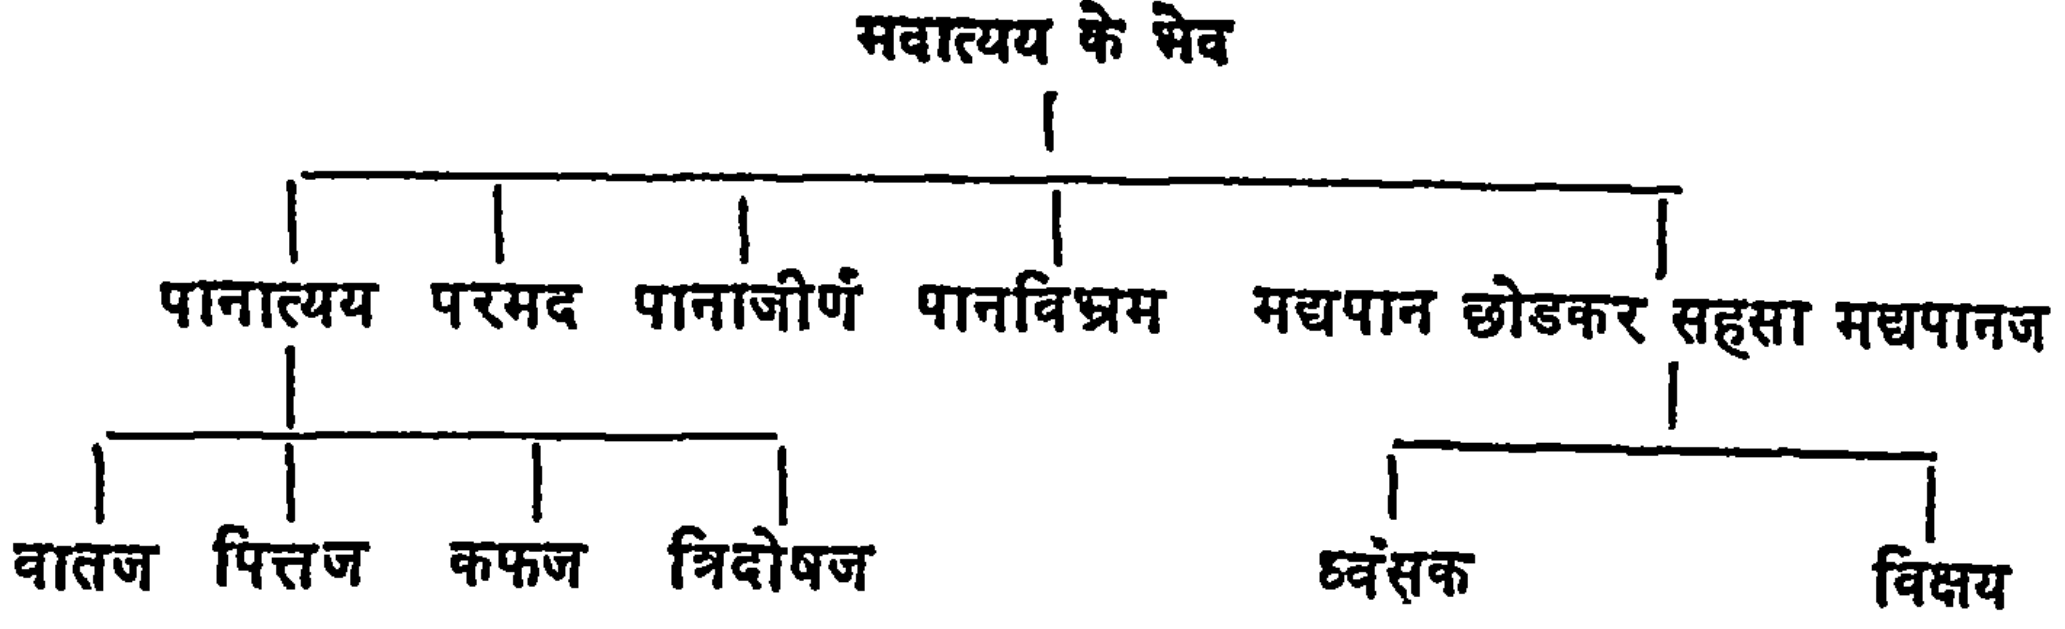 मदात्यय के भेद
पानात्यय परमद पानाजीर्ण पानविभ्रम मद्यपान छोडकर सहसा मद्यपानज
वातज पित्तज कफज त्रिदोषज ध्वंसक विक्षय